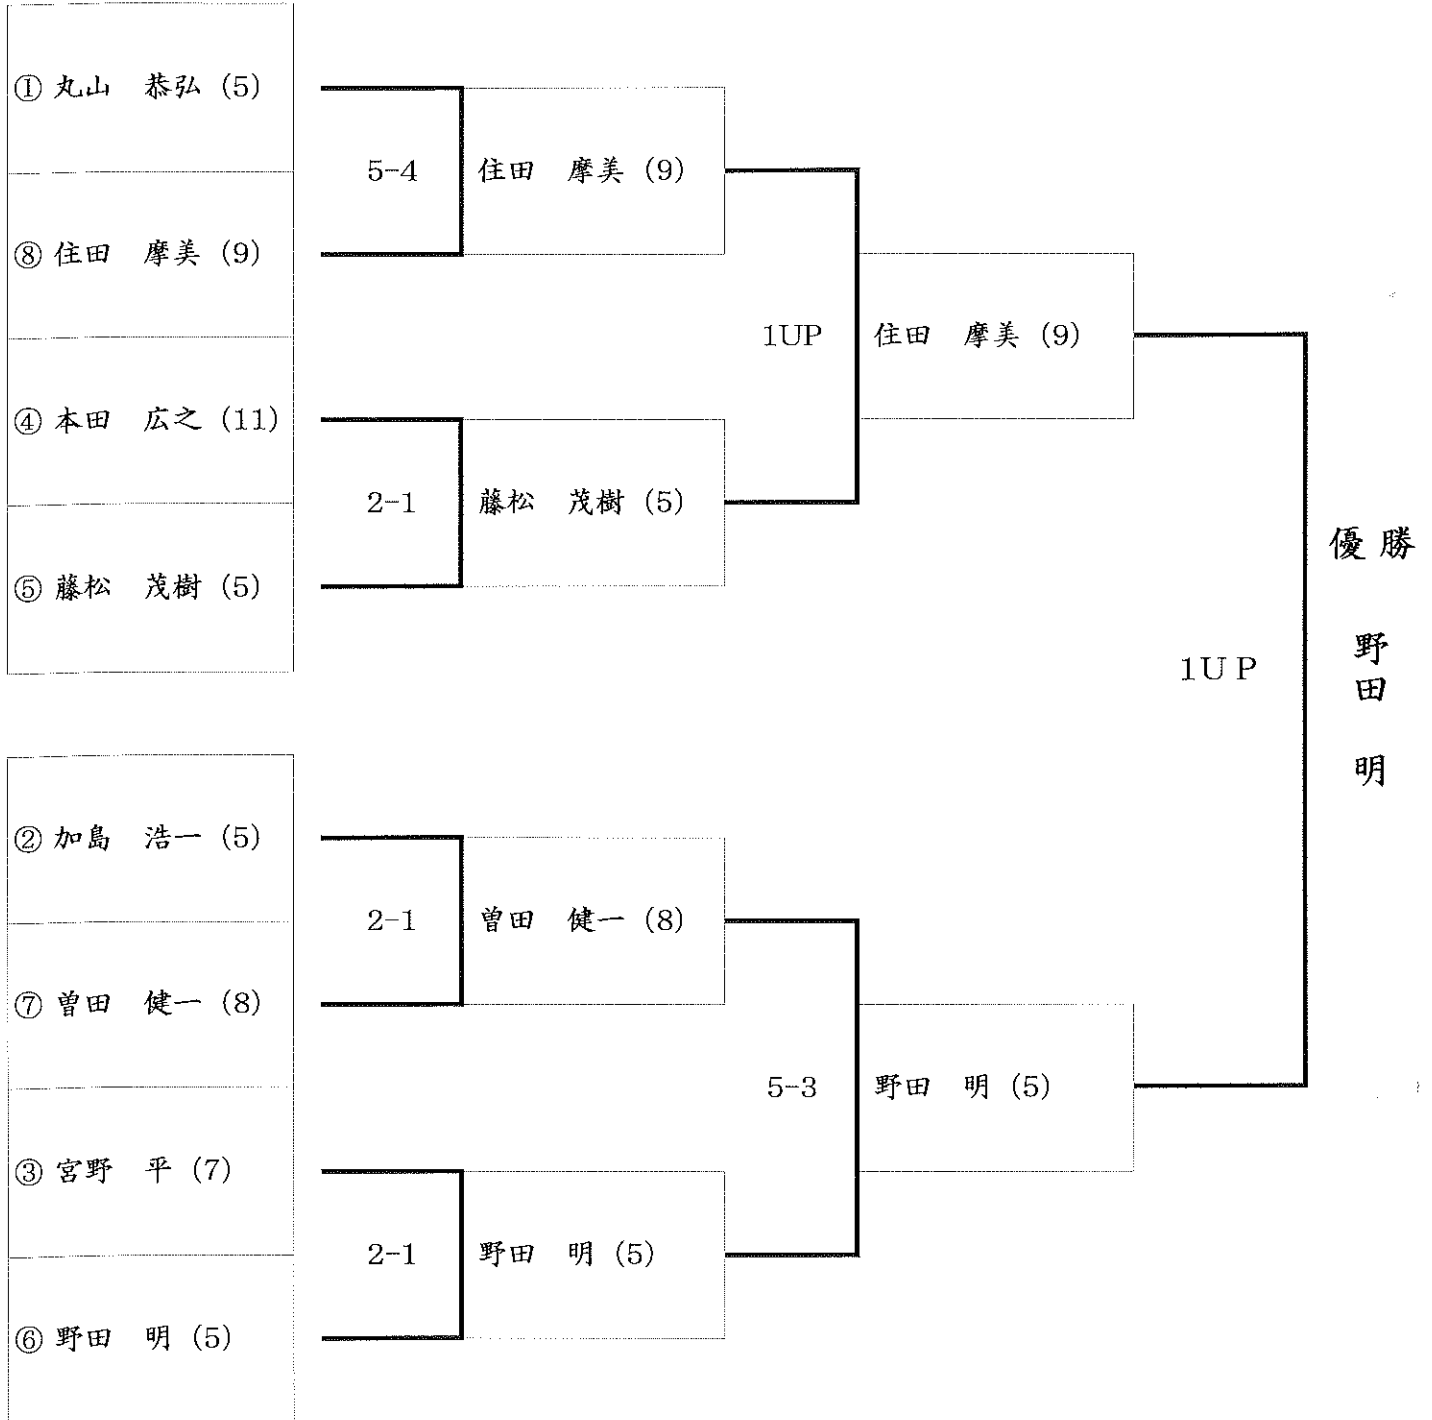 ① 丸山　恭弘 (5)
5-4
住田　摩美 (9)
⑧ 住田　摩美 (9)
1UP
住田　摩美 (9)
④ 本田　広之 (11)
2-1
藤松　茂樹 (5)
⑤ 藤松　茂樹 (5)
優勝
野田　明
1UP
② 加島　浩一 (5)
2-1
曽田　健一 (8)
⑦ 曽田　健一 (8)
5-3
野田　明 (5)
③ 宮野　平 (7)
2-1
野田　明 (5)
⑥ 野田　明 (5)